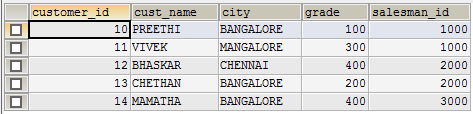 customer_id cust_name city grade salesman_id
10 PREETHI BANGALORE 100 1000
11 VIVEK MANGALORE 300 1000
12 BHASKAR CHENNAI 400 2000
13 CHETHAN BANGALORE 200 2000
14 MAMATHA BANGALORE 400 3000